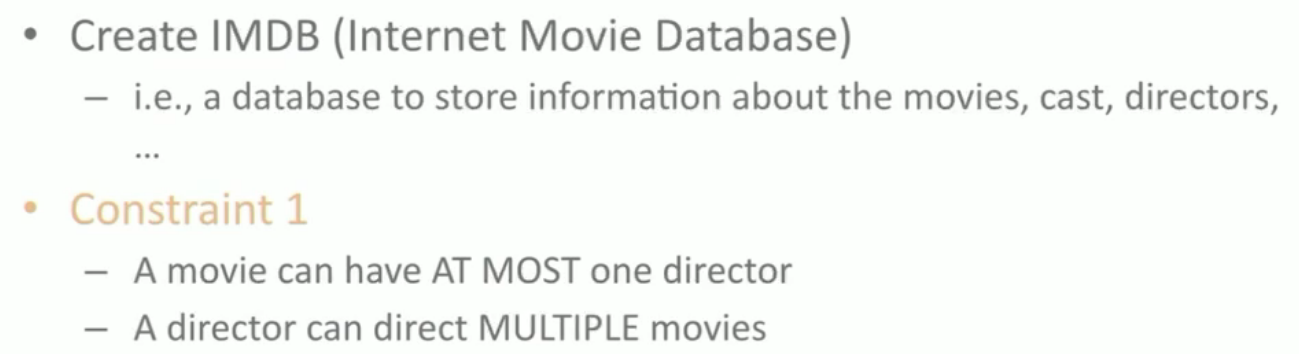 • Create IMDB (Internet Movie Database)
– i.e., a database to store information about the movies, cast, directors,
...
• Constraint 1
– A movie can have AT MOST one director
– A director can direct MULTIPLE movies